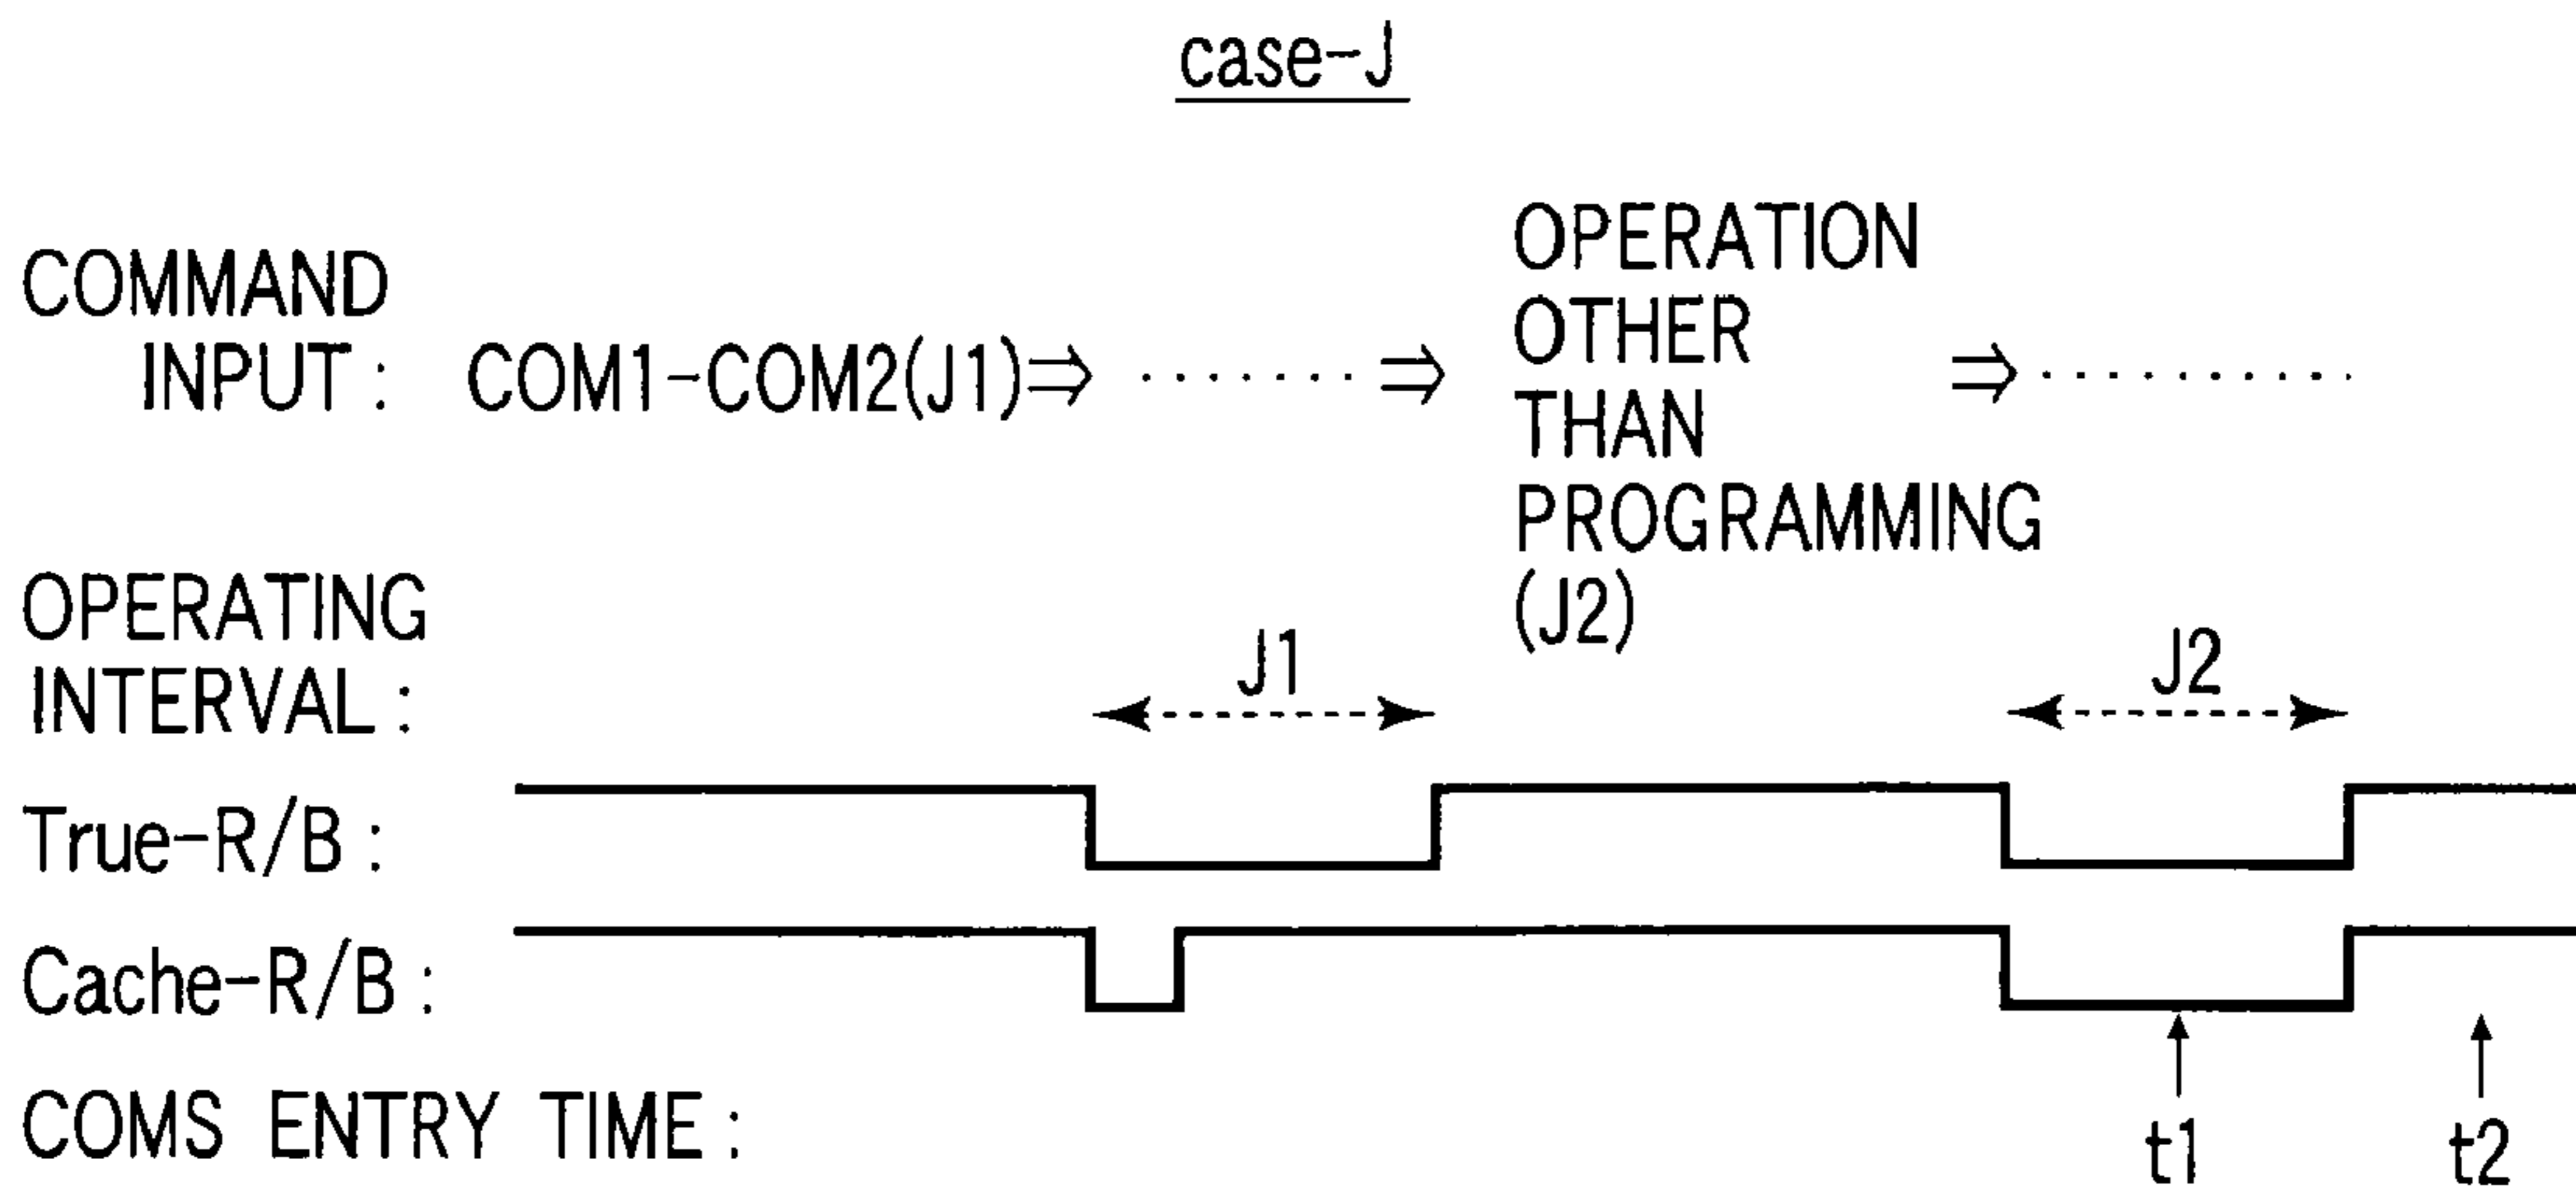 case-J
COMMAND
INPUT : COM1-COM2(J1)⇒ ······· ⇒
OPERATION
OTHER
THAN
PROGRAMMING
(J2)
⇒ ··········
OPERATING
INTERVAL :
J1
J2
True-R/B :
Cache-R/B :
COMS ENTRY TIME :
t1
t2